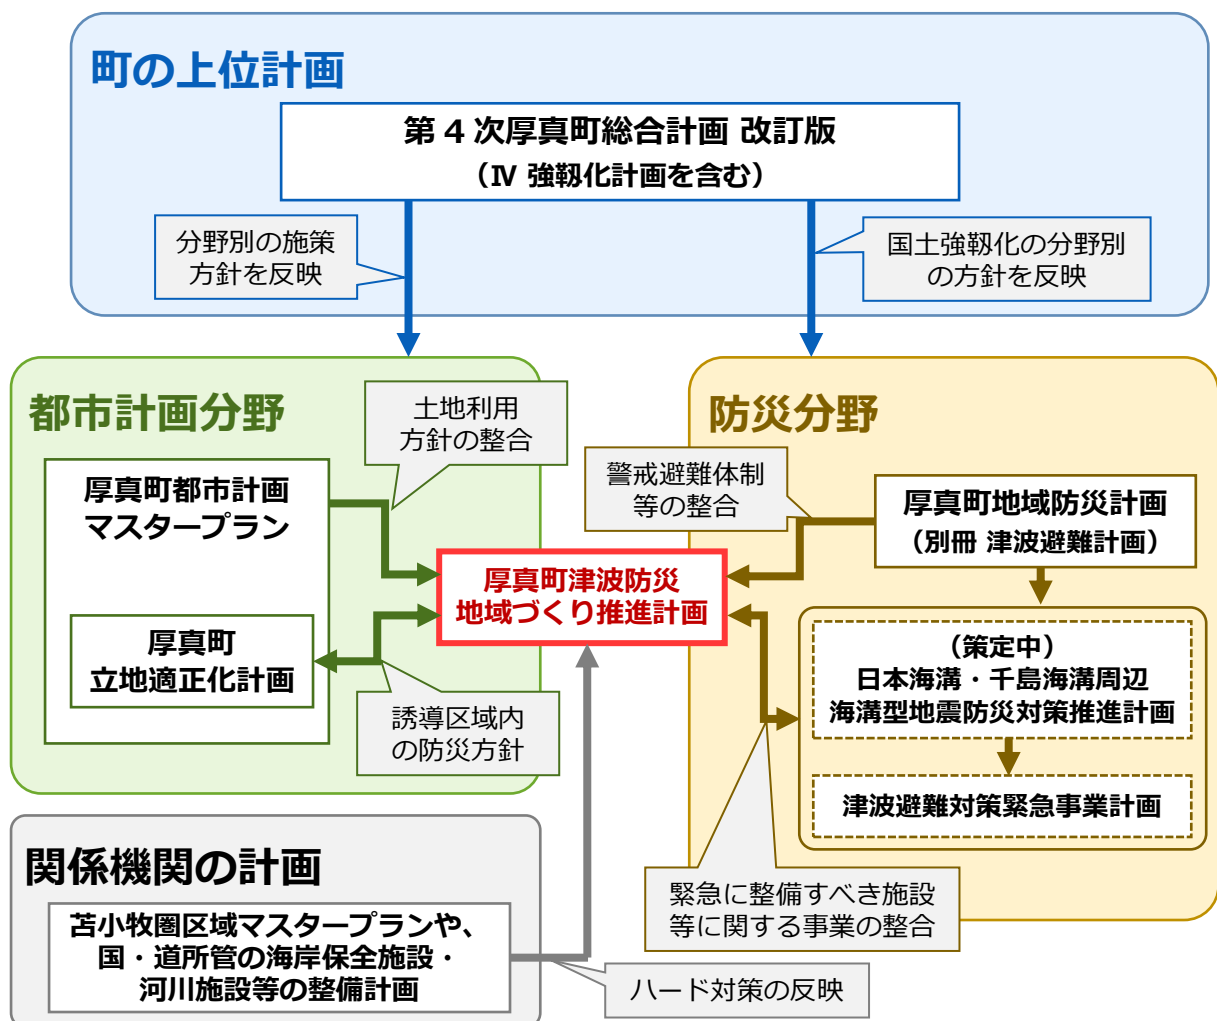 町の上位計画
第4次厚真町総合計画 改訂版
（Ⅳ 強靱化計画を含む）
分野別の施策
方針を反映
国土強靱化の分野別
の方針を反映
都市計画分野
土地利用
方針の整合
厚真町都市計画
マスタープラン
厚真町
立地適正化計画
誘導区域内
の防災方針
厚真町津波防災
地域づくり推進計画
防災分野
警戒避難体制
等の整合
厚真町地域防災計画
（別冊 津波避難計画）
（策定中）
日本海溝・千島海溝周辺
海溝型地震防災対策推進計画
津波避難対策緊急事業計画
緊急に整備すべき施設
等に関する事業の整合
関係機関の計画
苫小牧圏区域マスタープランや、
国・道所管の海岸保全施設・
河川施設等の整備計画
ハード対策の反映